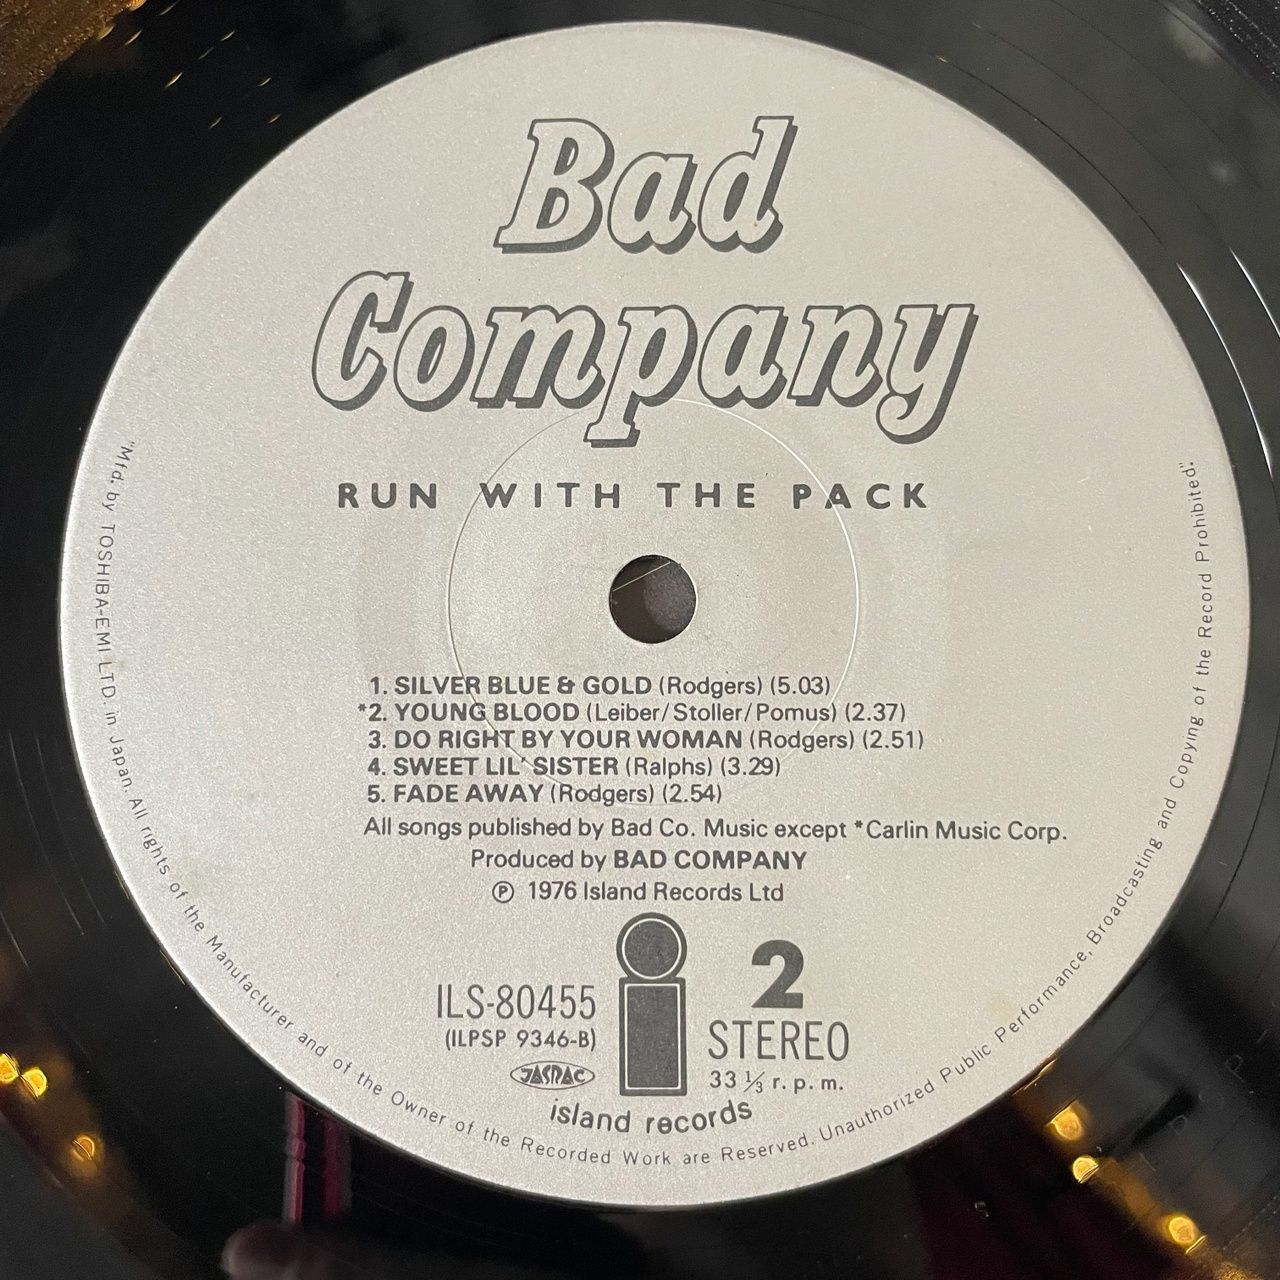 Bad
Company
RUN WITH THE PACK
1. SILVER BLUE & GOLD (Rodgers) (5.03)
*2. YOUNG BLOOD (Leiber/Stoller/Pomus) (2.37)
3. DO RIGHT BY YOUR WOMAN (Rodgers) (2.51)
4. SWEET LIL' SISTER (Ralphs) (3.29)
5. FADE AWAY (Rodgers) (2.54)
All songs published by Bad Co. Music except *Carlin Music Corp.
Produced by BAD COMPANY
℗ 1976 Island Records Ltd
ILS-80455
(ILPSP 9346-B)
JASRAC
2
STEREO
33 1/3 r. p. m.
island records
"Mfd. by TOSHIBA-EMI LTD. in Japan. All rights of the Manufacturer and of the Owner of the Recorded Work are Reserved. Unauthorized Public Performance, Broadcasting and Copying of the Record Prohibited".